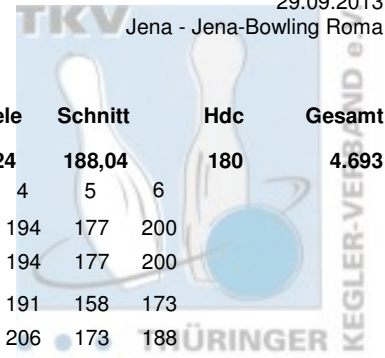 29.09.2013
TKV
Jena - Jena-Bowling Roma
ele Schnitt Hdc Gesamt
24 188,04 180 4.693
4 5 6
194 177 200
194 177 200
191 158 173
206 173 188
THÜRINGER
KEGLER-VERBAND e.V.